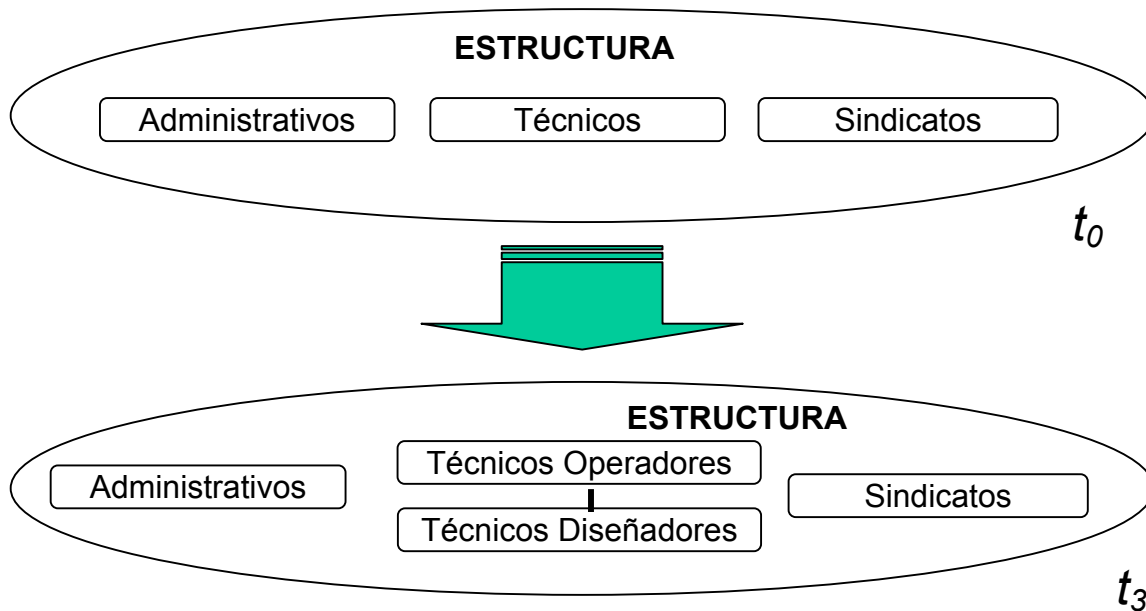 ESTRUCTURA
Administrativos
Técnicos
Sindicatos
t0
ESTRUCTURA
Administrativos
Técnicos Operadores
Técnicos Diseñadores
Sindicatos
t3